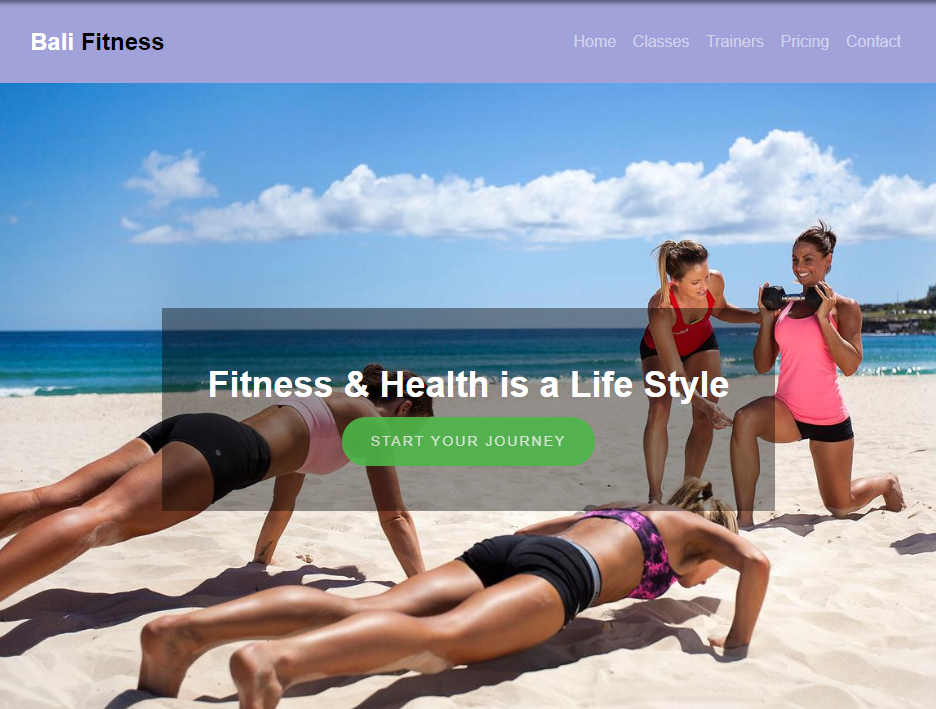 Bali Fitness
Home Classes Trainers Pricing Contact
Fitness & Health is a Life Style
START YOUR JOURNEY